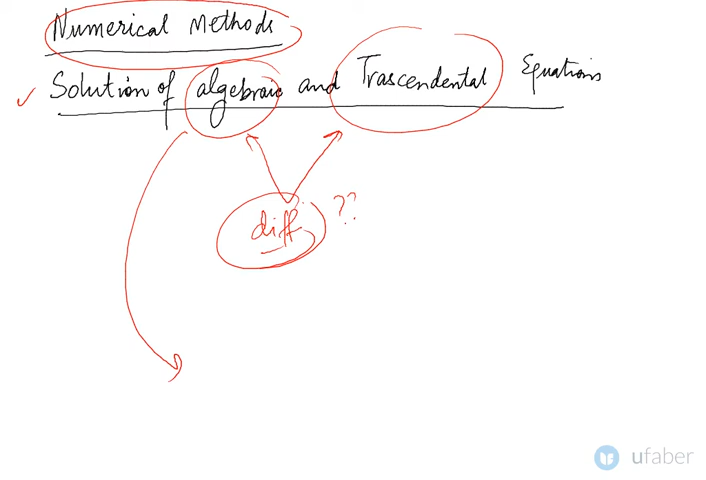 Numerical Methods
Solution of algebraic and Trascendental Equations
diff ??
ufaber